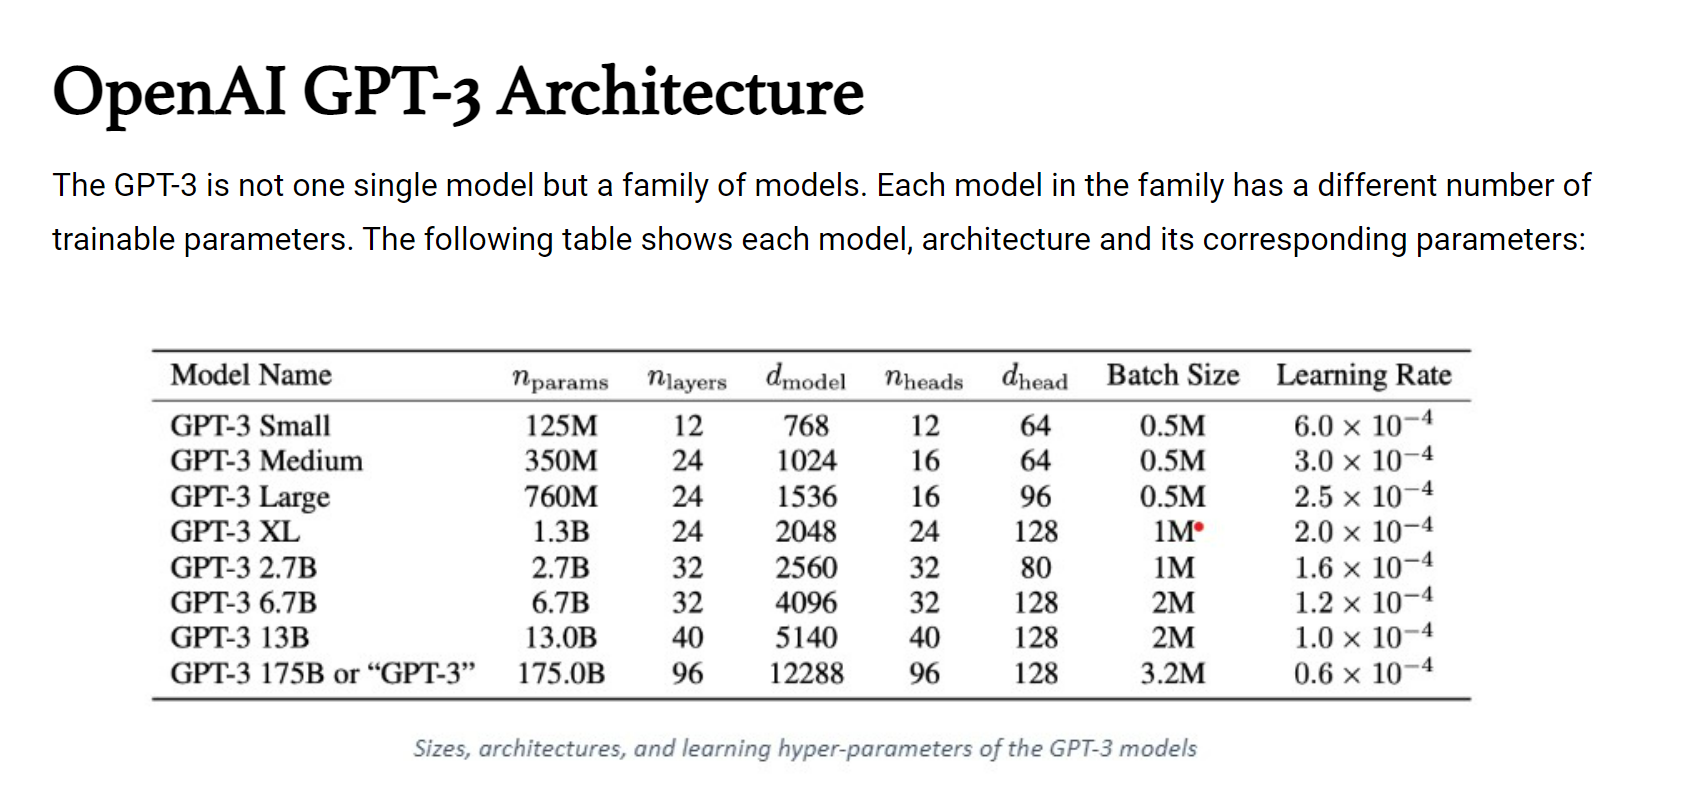 OpenAI GPT-3 Architecture
The GPT-3 is not one single model but a family of models. Each model in the family has a different number of
trainable parameters. The following table shows each model, architecture and its corresponding parameters:
Model Name n_params n_layers d_model n_heads d_head Batch Size Learning Rate
GPT-3 Small 125M 12 768 12 64 0.5M 6.0 × 10⁻⁴
GPT-3 Medium 350M 24 1024 16 64 0.5M 3.0 × 10⁻⁴
GPT-3 Large 760M 24 1536 16 96 0.5M 2.5 × 10⁻⁴
GPT-3 XL 1.3B 24 2048 24 128 1M 2.0 × 10⁻⁴
GPT-3 2.7B 2.7B 32 2560 32 80 1M 1.6 × 10⁻⁴
GPT-3 6.7B 6.7B 32 4096 32 128 2M 1.2 × 10⁻⁴
GPT-3 13B 13.0B 40 5140 40 128 2M 1.0 × 10⁻⁴
GPT-3 175B or “GPT-3” 175.0B 96 12288 96 128 3.2M 0.6 × 10⁻⁴
Sizes, architectures, and learning hyper-parameters of the GPT-3 models